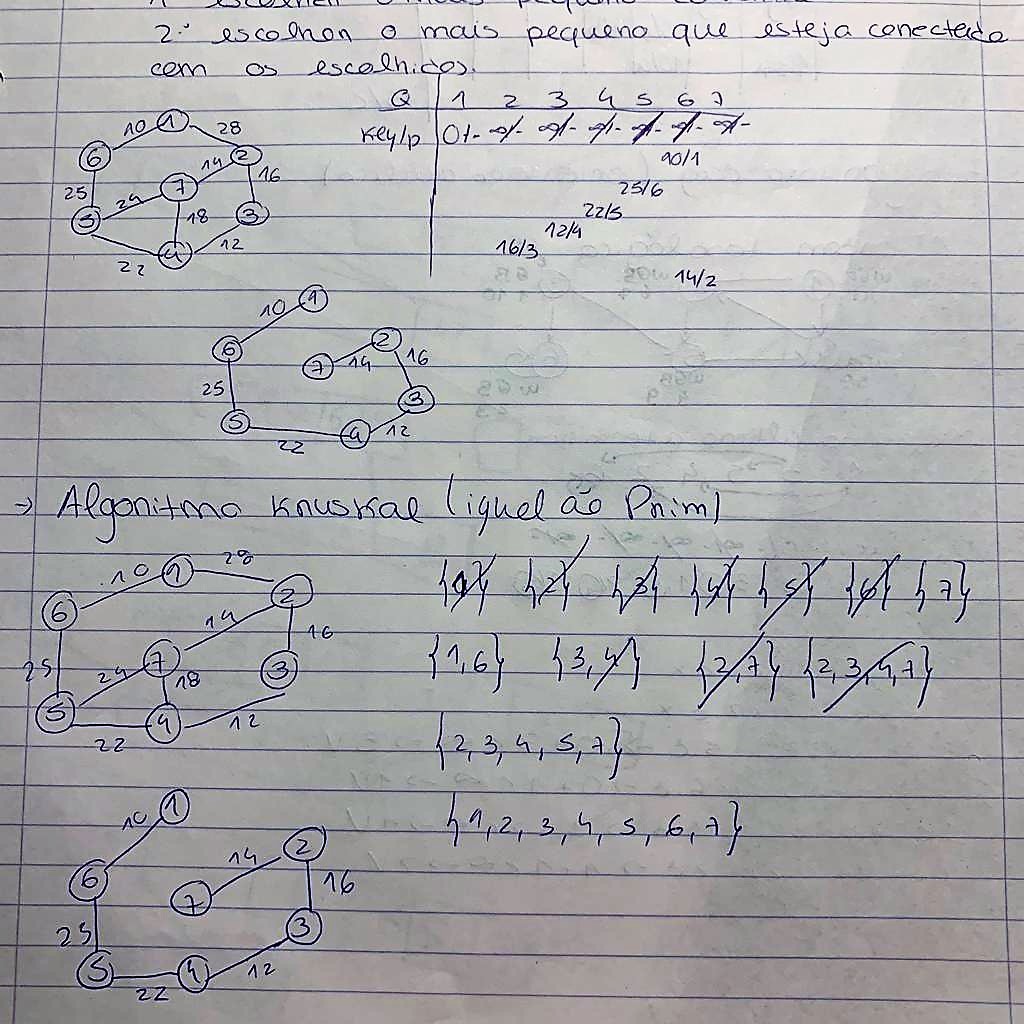 2.º escolher o mais pequeno que esteja conectado
com os escolhidos.
Q 1 2 3 4 5 6 7
key/p 0/- ∞/- ∞/- ∞/- ∞/- ∞/- ∞/-
10/1
25/6
22/5
12/4
16/3
14/2
10 1 28
6 14 2
25 24 7 16
5 18 3
22 4 12
10 1
6 7 14 2 16
25 3
5 22 4 12
→ Algoritmo Kruskal (iguel ão Prim)
10 1 28
6 14 2
25 24 7 18 3 16
5 22 4 12
{1} {2} {3} {4} {5} {6} {7}
{1,6} {3,4} {2,7} {2,3,4,7}
{2,3,4,5,7}
{1,2,3,4,5,6,7}
10 1
6 14 2
7 16
25 3
5 22 4 12